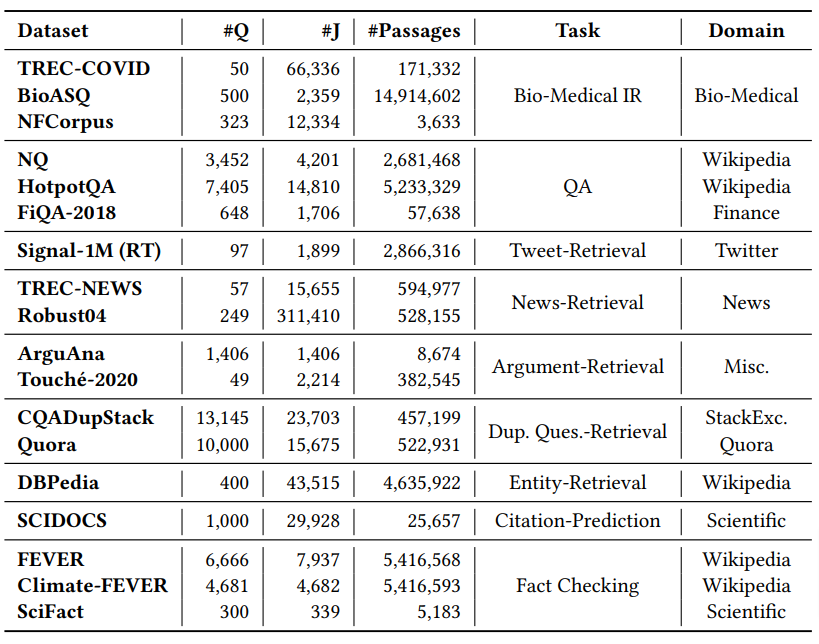 Dataset #Q #J #Passages Task Domain
TREC-COVID 50 66,336 171,332
BioASQ 500 2,359 14,914,602 Bio-Medical IR Bio-Medical
NFCorpus 323 12,334 3,633
NQ 3,452 4,201 2,681,468 Wikipedia
HotpotQA 7,405 14,810 5,233,329 QA Wikipedia
FiQA-2018 648 1,706 57,638 Finance
Signal-1M (RT) 97 1,899 2,866,316 Tweet-Retrieval Twitter
TREC-NEWS 57 15,655 594,977
News-Retrieval News
Robust04 249 311,410 528,155
ArguAna 1,406 1,406 8,674
Argument-Retrieval Misc.
Touché-2020 49 2,214 382,545
CQADupStack 13,145 23,703 457,199 StackExc.
Dup. Ques.-Retrieval
Quora 10,000 15,675 522,931 Quora
DBPedia 400 43,515 4,635,922 Entity-Retrieval Wikipedia
SCIDOCS 1,000 29,928 25,657 Citation-Prediction Scientific
FEVER 6,666 7,937 5,416,568 Wikipedia
Climate-FEVER 4,681 4,682 5,416,593 Fact Checking Wikipedia
SciFact 300 339 5,183 Scientific